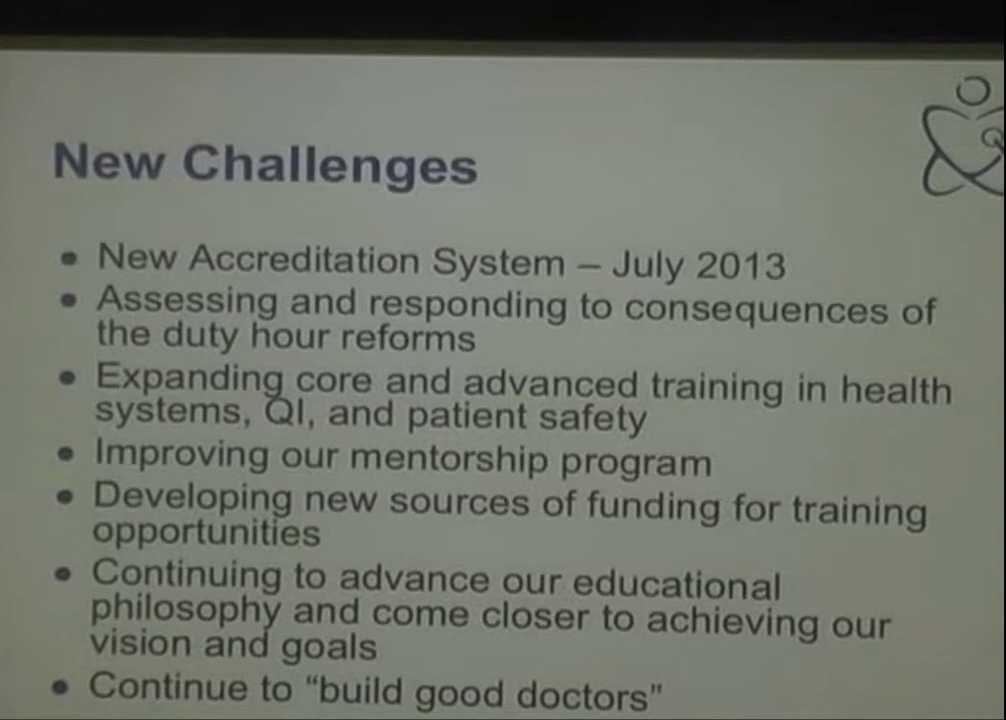 New Challenges
• New Accreditation System – July 2013
• Assessing and responding to consequences of
the duty hour reforms
• Expanding core and advanced training in health
systems, QI, and patient safety
• Improving our mentorship program
• Developing new sources of funding for training
opportunities
• Continuing to advance our educational
philosophy and come closer to achieving our
vision and goals
• Continue to “build good doctors”